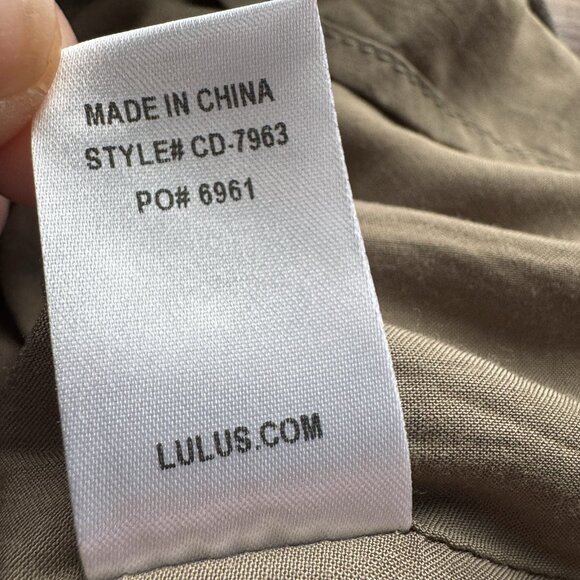 MADE IN CHINA
STYLE# CD-7963
PO# 6961
LULUS.COM